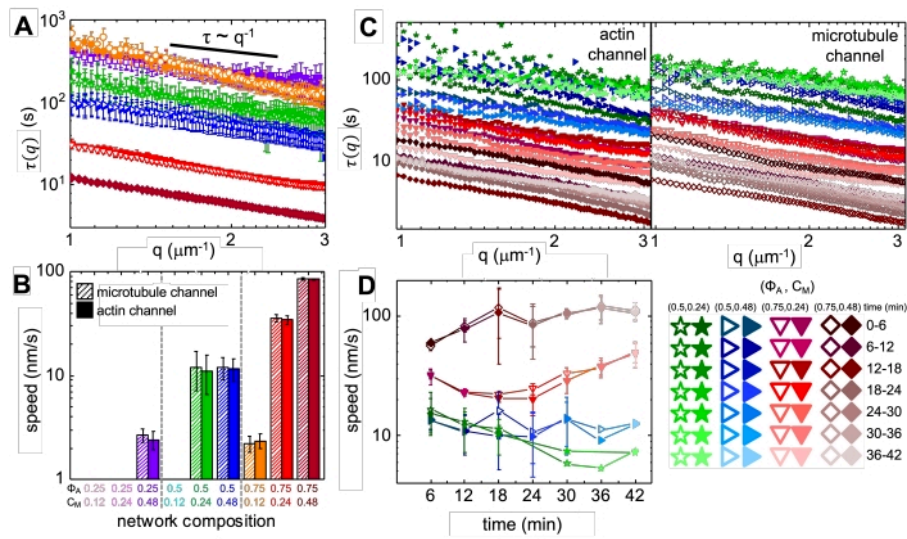 A
τ ~ q⁻¹
10³
10²
10¹
τ(q) (s)
1
2
3
q (μm⁻¹)
C
actin
channel
microtubule
channel
100
10
τ(q) (s)
1
2
3
1
2
3
q (μm⁻¹)
q (μm⁻¹)
B
100
10
1
speed (nm/s)
microtubule channel
actin channel
Φ_A 0.25 0.25 0.25 0.5 0.5 0.5 0.75 0.75 0.75
C_M 0.12 0.24 0.48 0.12 0.24 0.48 0.12 0.24 0.48
network composition
D
100
10
speed (nm/s)
6 12 18 24 30 36 42
time (min)
(Φ_A , C_M)
(0.5,0.24) (0.5,0.48) (0.75,0.24) (0.75,0.48) time (min)
0-6
6-12
12-18
18-24
24-30
30-36
36-42